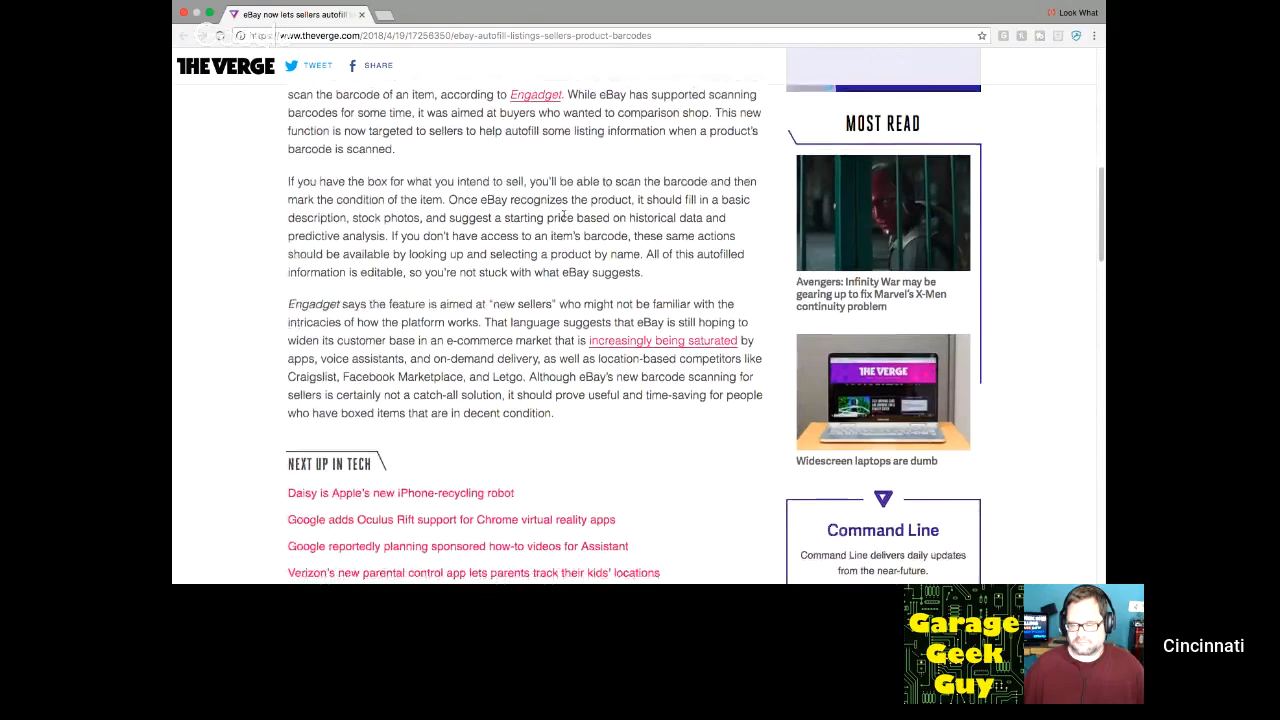 eBay now lets sellers autofill
Look What
https://www.theverge.com/2018/4/19/17256350/ebay-autofill-listings-sellers-product-barcodes
THE VERGE
TWEET
SHARE
scan the barcode of an item, according to Engadget. While eBay has supported scanning
barcodes for some time, it was aimed at buyers who wanted to comparison shop. This new
function is now targeted to sellers to help autofill some listing information when a product's
barcode is scanned.
If you have the box for what you intend to sell, you'll be able to scan the barcode and then
mark the condition of the item. Once eBay recognizes the product, it should fill in a basic
description, stock photos, and suggest a starting price based on historical data and
predictive analysis. If you don't have access to an item's barcode, these same actions
should be available by looking up and selecting a product by name. All of this autofilled
information is editable, so you're not stuck with what eBay suggests.
Engadget says the feature is aimed at "new sellers" who might not be familiar with the
intricacies of how the platform works. That language suggests that eBay is still hoping to
widen its customer base in an e-commerce market that is increasingly being saturated by
apps, voice assistants, and on-demand delivery, as well as location-based competitors like
Craigslist, Facebook Marketplace, and Letgo. Although eBay's new barcode scanning for
sellers is certainly not a catch-all solution, it should prove useful and time-saving for people
who have boxed items that are in decent condition.
NEXT UP IN TECH
Daisy is Apple's new iPhone-recycling robot
Google adds Oculus Rift support for Chrome virtual reality apps
Google reportedly planning sponsored how-to videos for Assistant
Verizon's new parental control app lets parents track their kids' locations
MOST READ
Avengers: Infinity War may be
gearing up to fix Marvel's X-Men
continuity problem
THE VERGE
Widescreen laptops are dumb
Command Line
Command Line delivers daily updates
from the near-future.
Garage
Geek
Guy
Cincinnati